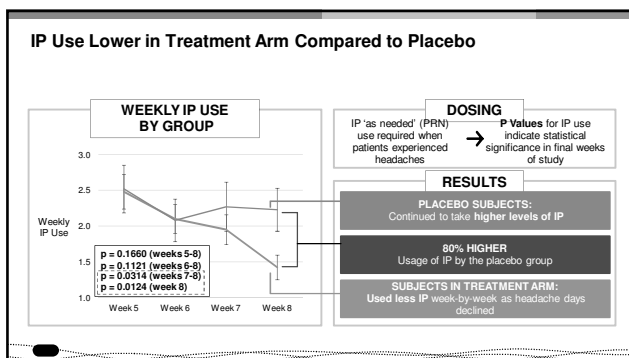 IP Use Lower in Treatment Arm Compared to Placebo
WEEKLY IP USE
BY GROUP
3.0
2.5
2.0
1.5
1.0
Weekly
IP Use
p = 0.1660 (weeks 5-8)
p = 0.1121 (weeks 6-8)
p = 0.0314 (weeks 7-8)
p = 0.0124 (week 8)
Week 5 Week 6 Week 7 Week 8
DOSING
IP 'as needed' (PRN)
use required when
patients experienced
headaches
P Values for IP use
indicate statistical
significance in final weeks
of study
RESULTS
PLACEBO SUBJECTS:
Continued to take higher levels of IP
80% HIGHER
Usage of IP by the placebo group
SUBJECTS IN TREATMENT ARM:
Used less IP week-by-week as headache days
declined